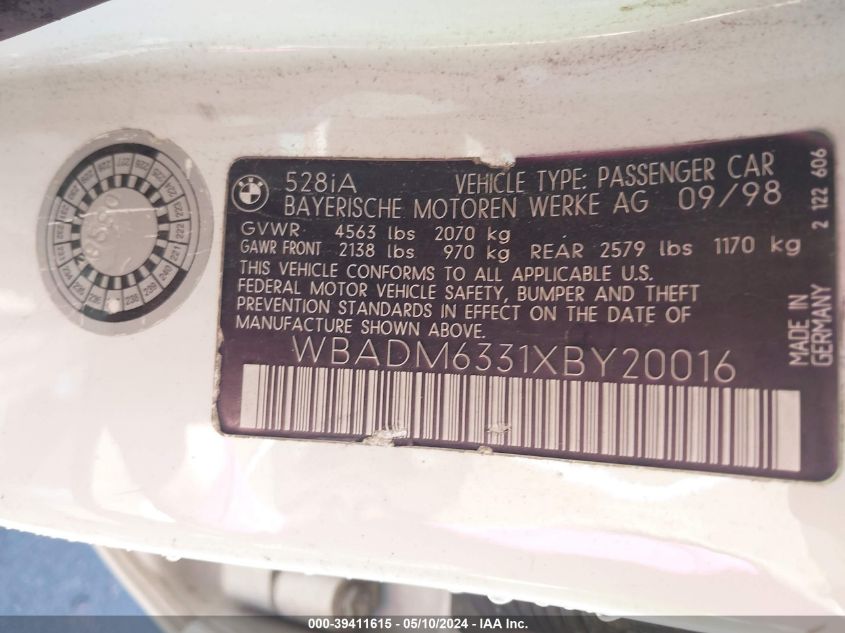 528iA VEHICLE TYPE: PASSENGER CAR
BAYERISCHE MOTOREN WERKE AG 09/98
GVWR 4563 lbs 2070 kg
GAWR FRONT 2138 lbs 970 kg REAR 2579 lbs 1170 kg
THIS VEHICLE CONFORMS TO ALL APPLICABLE U.S.
FEDERAL MOTOR VEHICLE SAFETY, BUMPER AND THEFT
PREVENTION STANDARDS IN EFFECT ON THE DATE OF
MANUFACTURE SHOWN ABOVE.
WBADM6331XBY20016
MADE IN
GERMANY
2 122 606
000-39411615 - 05/10/2024 - © IAA Inc.